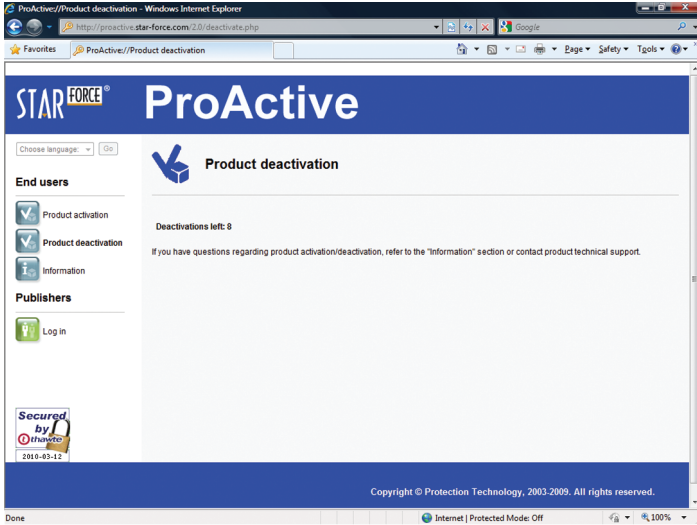 ProActive://Product deactivation - Windows Internet Explorer
http://proactive.star-force.com/2.0/deactivate.php
Google
Favorites
ProActive://Product deactivation
Page
Safety
Tools
STAR FORCE®
ProActive
Choose language:
Go
Product deactivation
End users
Product activation
Product deactivation
Information
Publishers
Log in
Deactivations left: 8
If you have questions regarding product activation/deactivation, refer to the "Information" section or contact product technical support.
Secured
by
thawte
2010-03-12
Copyright © Protection Technology, 2003-2009. All rights reserved.
Done
Internet | Protected Mode: Off
100%